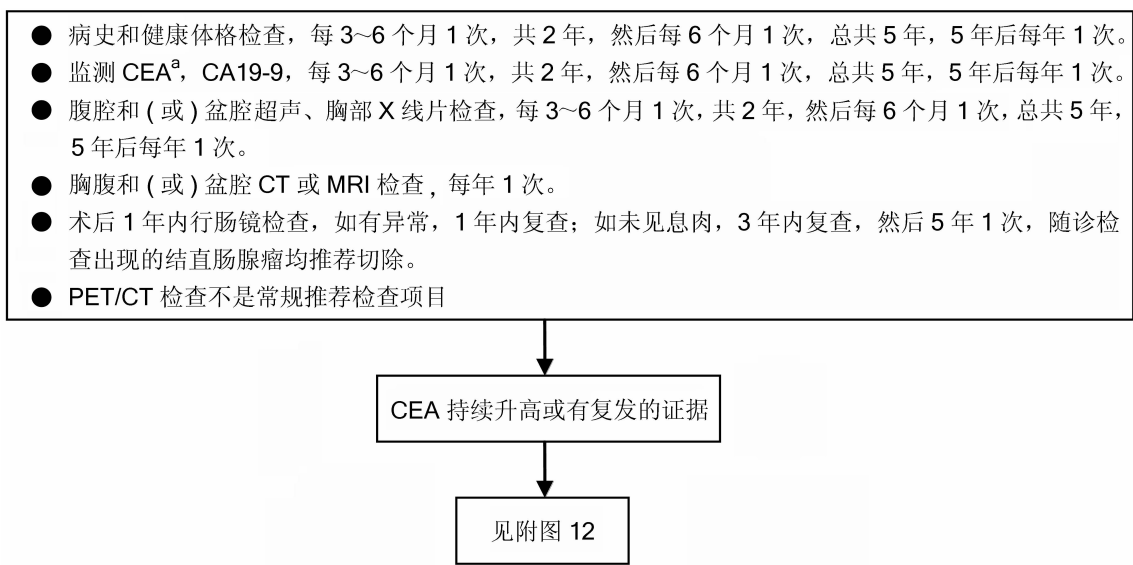 ● 病史和健康体格检查，每 3~6 个月 1 次，共 2 年，然后每 6 个月 1 次，总共 5 年，5 年后每年 1 次。
● 监测 CEAᵃ，CA19-9，每 3~6 个月 1 次，共 2 年，然后每 6 个月 1 次，总共 5 年，5 年后每年 1 次。
● 腹腔和 ( 或 ) 盆腔超声、胸部 X 线片检查，每 3~6 个月 1 次，共 2 年，然后每 6 个月 1 次，总共 5 年，
5 年后每年 1 次。
● 胸腹和 ( 或 ) 盆腔 CT 或 MRI 检查，每年 1 次。
● 术后 1 年内行肠镜检查，如有异常，1 年内复查；如未见息肉，3 年内复查，然后 5 年 1 次，随诊检
查出现的结直肠腺瘤均推荐切除。
● PET/CT 检查不是常规推荐检查项目
CEA 持续升高或有复发的证据
见附图 12